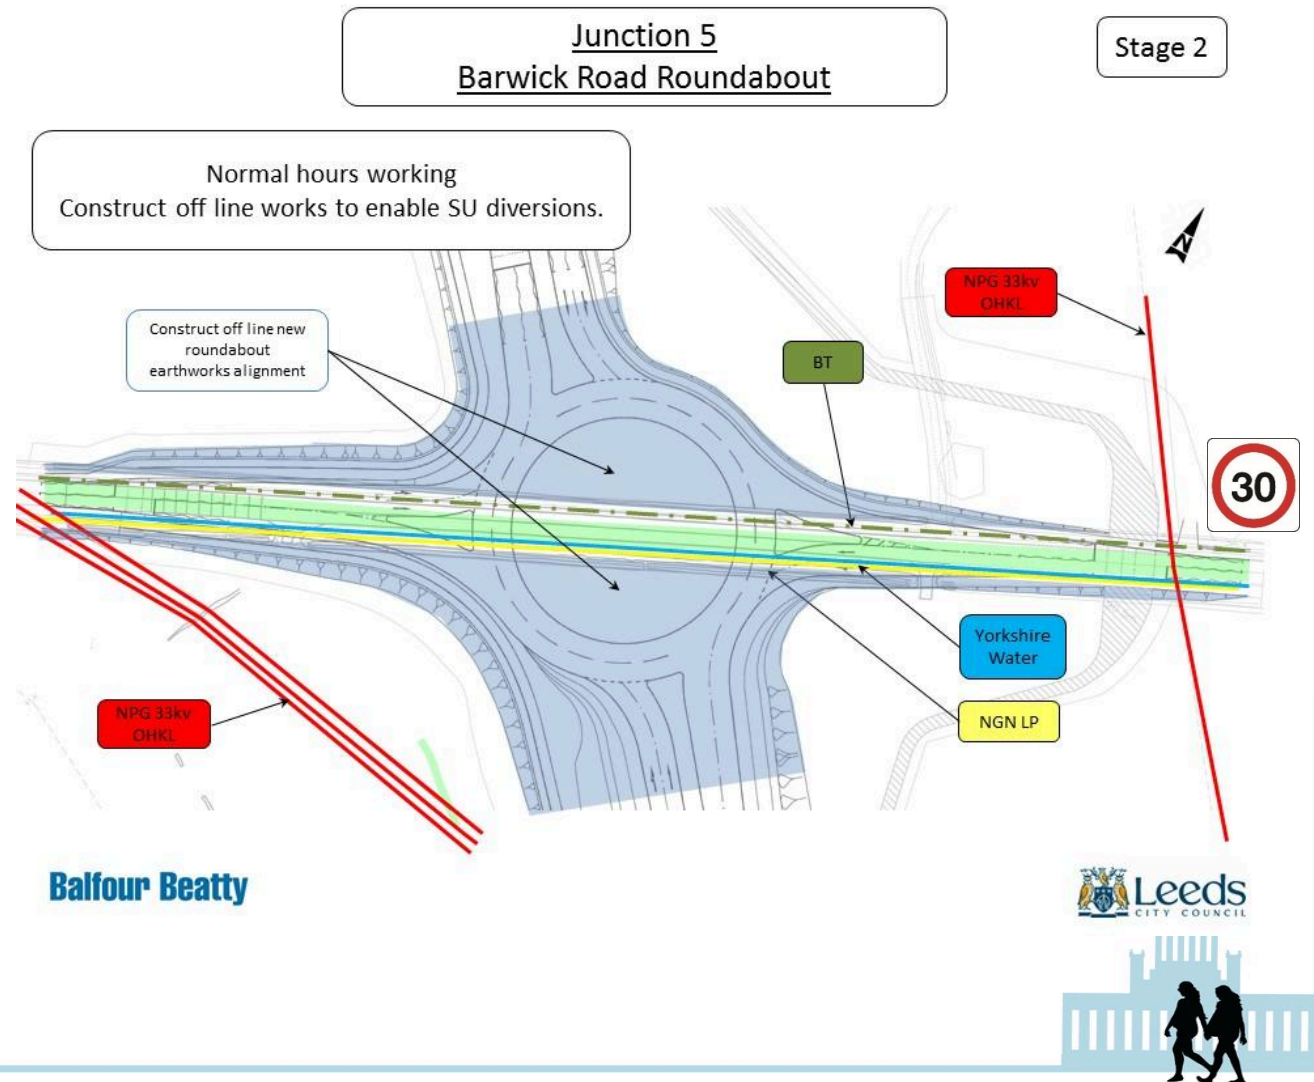 Junction 5
Barwick Road Roundabout
Stage 2
Normal hours working
Construct off line works to enable SU diversions.
N
NPG 33kv
OHKL
Construct off line new
roundabout
earthworks alignment
BT
30
Yorkshire
Water
NPG 33kv
OHKL
NGN LP
Balfour Beatty
Leeds
CITY COUNCIL